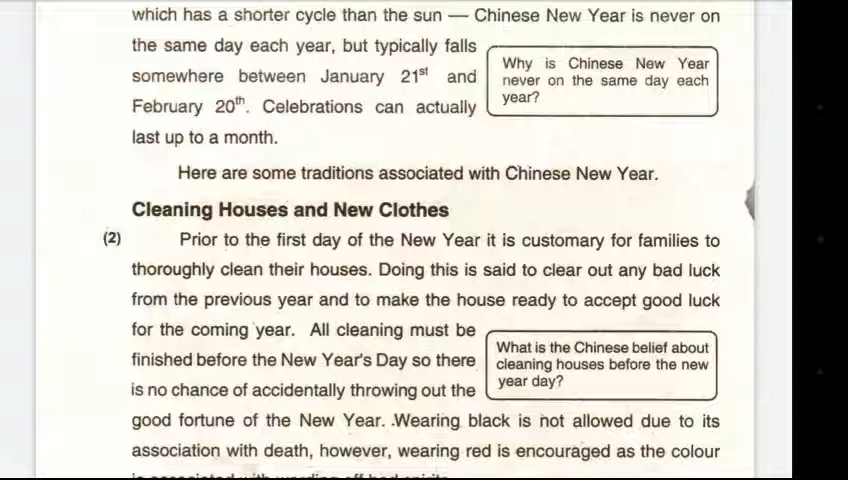 which has a shorter cycle than the sun — Chinese New Year is never on
the same day each year, but typically falls
somewhere between January 21st and
February 20th. Celebrations can actually
last up to a month.
Why is Chinese New Year
never on the same day each
year?
Here are some traditions associated with Chinese New Year.
Cleaning Houses and New Clothes
(2) Prior to the first day of the New Year it is customary for families to
thoroughly clean their houses. Doing this is said to clear out any bad luck
from the previous year and to make the house ready to accept good luck
for the coming year. All cleaning must be
finished before the New Year's Day so there
is no chance of accidentally throwing out the
What is the Chinese belief about
cleaning houses before the new
year day?
good fortune of the New Year. .Wearing black is not allowed due to its
association with death, however, wearing red is encouraged as the colour
is associated with warding off bad spirits